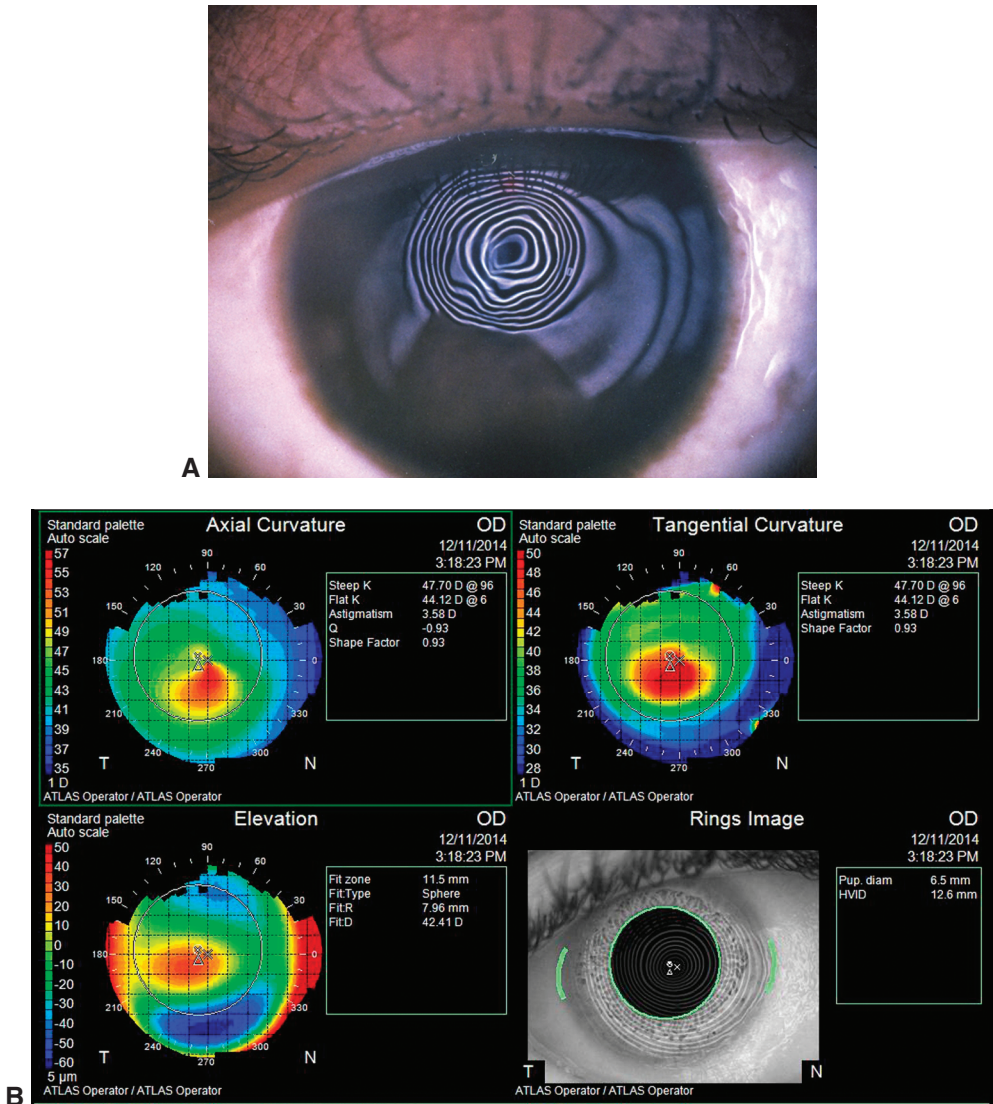 A
Standard palette
Auto scale
Axial Curvature
OD
12/11/2014
3:18:23 PM
57
55
53
51
49
47
45
43
41
39
37
35
1 D
120
90
60
150
30
180
0
210
330
240
270
300
T
N
Steep K 47.70 D @ 96
Flat K 44.12 D @ 6
Astigmatism 3.58 D
Q -0.93
Shape Factor 0.93
ATLAS Operator / ATLAS Operator
Standard palette
Auto scale
Tangential Curvature
OD
12/11/2014
3:18:23 PM
50
48
46
44
42
40
38
36
34
32
30
28
1 D
120
90
60
150
30
180
0
210
330
240
270
300
T
N
Steep K 47.70 D @ 96
Flat K 44.12 D @ 6
Astigmatism 3.58 D
Shape Factor 0.93
ATLAS Operator / ATLAS Operator
Standard palette
Auto scale
Elevation
OD
12/11/2014
3:18:23 PM
50
40
30
20
10
0
-10
-20
-30
-40
-50
-60
5 µm
120
90
60
150
30
180
0
210
330
240
270
300
T
N
Fit zone 11.5 mm
Fit:Type Sphere
Fit:R 7.96 mm
Fit:D 42.41 D
ATLAS Operator / ATLAS Operator
Rings Image
OD
12/11/2014
3:18:23 PM
Pup. diam 6.5 mm
HVID 12.6 mm
T
N
ATLAS Operator / ATLAS Operator
B